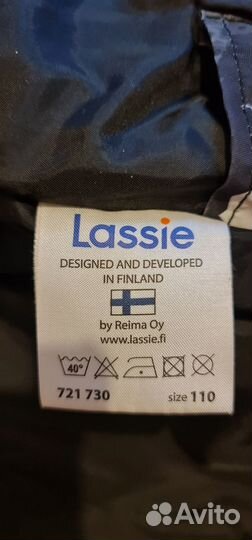 Lassie
DESIGNED AND DEVELOPED
IN FINLAND
by Reima Oy
www.lassie.fi
40°
721 730 size 110
Avito